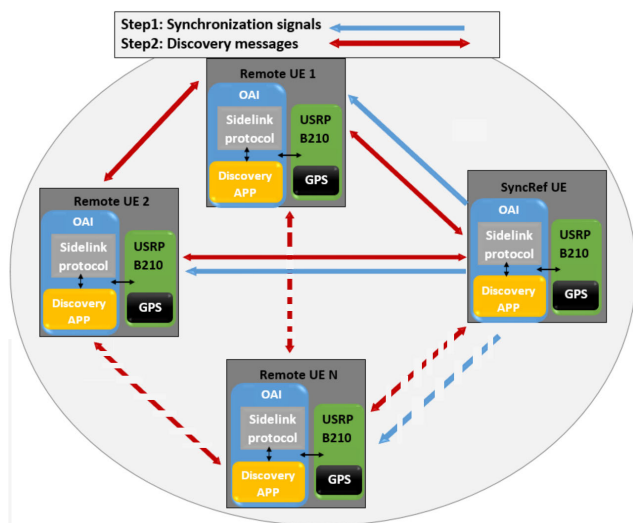 Step1: Synchronization signals
Step2: Discovery messages
Remote UE 1
OAI
Sidelink
protocol
Discovery
APP
USRP
B210
GPS
Remote UE 2
OAI
Sidelink
protocol
Discovery
APP
USRP
B210
GPS
SyncRef UE
OAI
Sidelink
protocol
Discovery
APP
USRP
B210
GPS
Remote UE N
OAI
Sidelink
protocol
Discovery
APP
USRP
B210
GPS